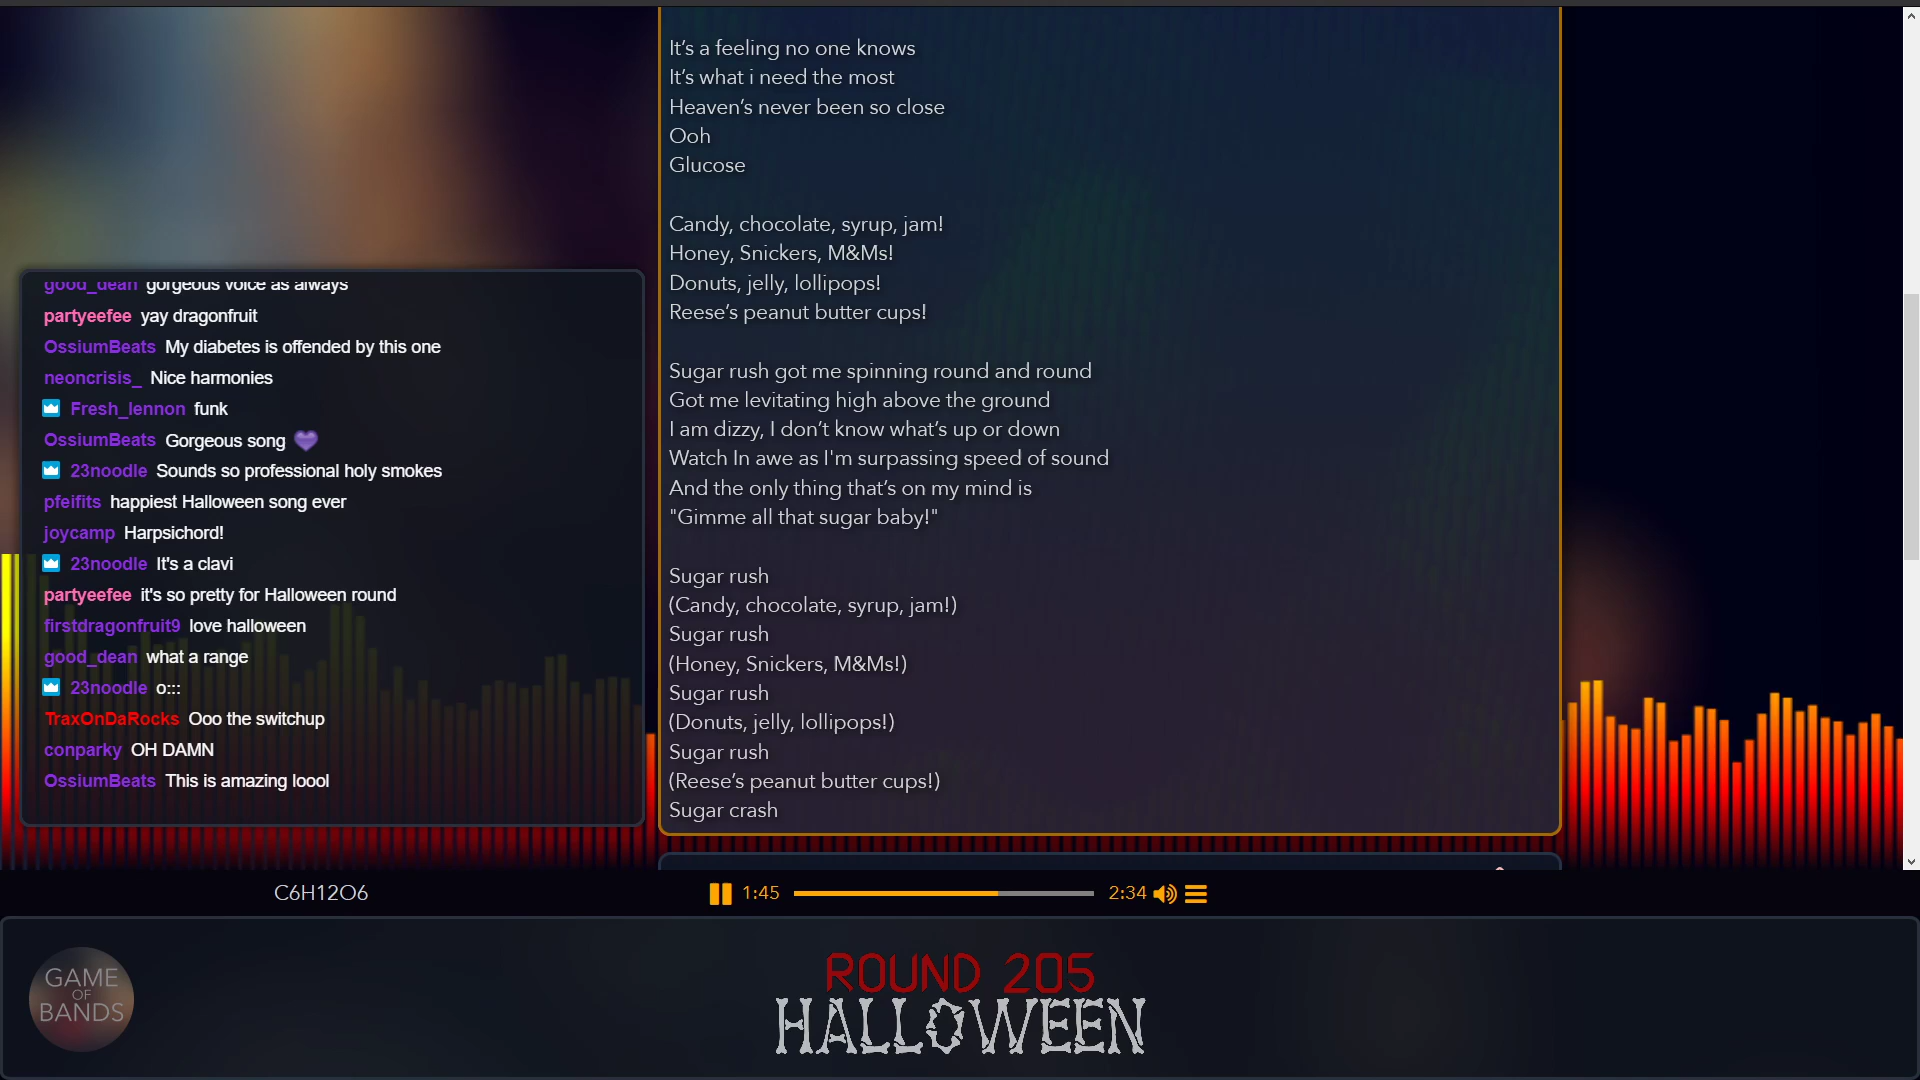 It's a feeling no one knows
It's what i need the most
Heaven's never been so close
Ooh
Glucose
Candy, chocolate, syrup, jam!
Honey, Snickers, M&Ms!
Donuts, jelly, lollipops!
Reese's peanut butter cups!
Sugar rush got me spinning round and round
Got me levitating high above the ground
I am dizzy, I don't know what's up or down
Watch In awe as I'm surpassing speed of sound
And the only thing that's on my mind is
"Gimme all that sugar baby!"
Sugar rush
(Candy, chocolate, syrup, jam!)
Sugar rush
(Honey, Snickers, M&Ms!)
Sugar rush
(Donuts, jelly, lollipops!)
Sugar rush
(Reese's peanut butter cups!)
Sugar crash
good_dean gorgeous voice as always
partyeefee yay dragonfruit
OssiumBeats My diabetes is offended by this one
neoncrisis_ Nice harmonies
Fresh_lennon funk
OssiumBeats Gorgeous song
23noodle Sounds so professional holy smokes
pfeifits happiest Halloween song ever
joycamp Harpsichord!
23noodle It's a clavi
partyeefee it's so pretty for Halloween round
firstdragonfruit9 love halloween
good_dean what a range
23noodle o:::
TraxOnDaRocks Ooo the switchup
conparky OH DAMN
OssiumBeats This is amazing loool
C6H12O6
1:45
2:34
GAME
OF
BANDS
ROUND 205
HALLOWEEN